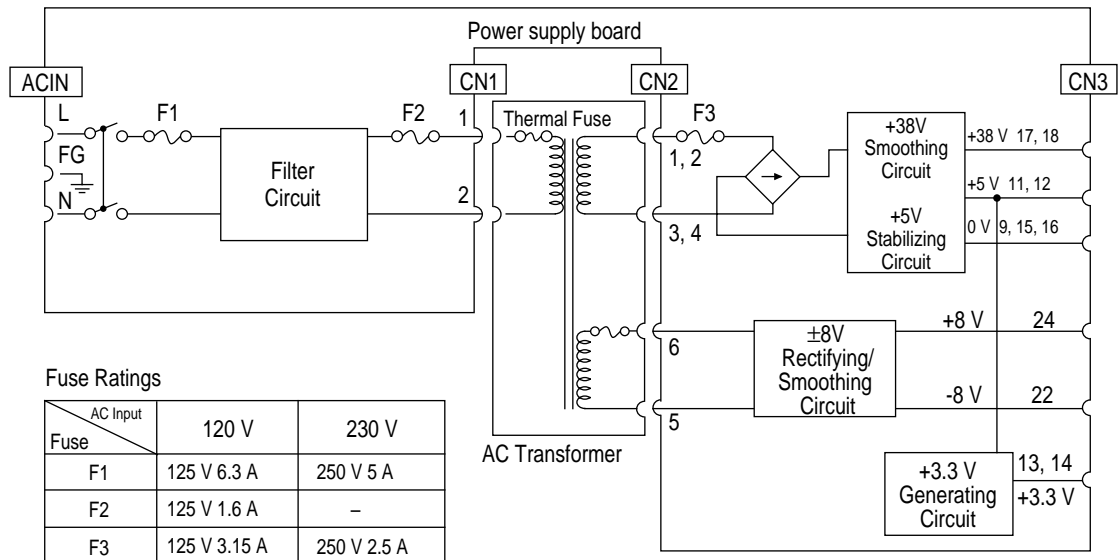 Power supply board
ACIN
CN1
CN2
CN3
L
F1
F2
1
Thermal Fuse
F3
1, 2
FG
N
Filter
Circuit
2
3, 4
+38V
Smoothing
Circuit
+5V
Stabilizing
Circuit
+38 V 17, 18
+5 V 11, 12
0 V 9, 15, 16
6
5
±8V
Rectifying/
Smoothing
Circuit
+8 V 24
-8 V 22
AC Transformer
+3.3 V
Generating
Circuit
13, 14
+3.3 V
Fuse Ratings
AC Input
Fuse
120 V 230 V
F1 125 V 6.3 A 250 V 5 A
F2 125 V 1.6 A –
F3 125 V 3.15 A 250 V 2.5 A